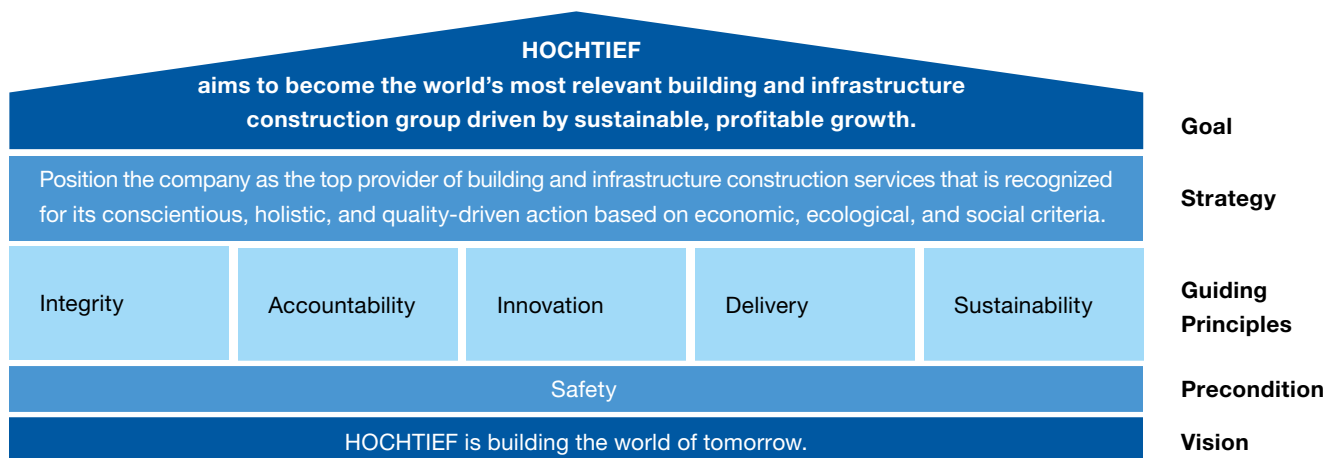 HOCHTIEF
aims to become the world’s most relevant building and infrastructure
construction group driven by sustainable, profitable growth.
Goal
Position the company as the top provider of building and infrastructure construction services that is recognized
for its conscientious, holistic, and quality-driven action based on economic, ecological, and social criteria.
Strategy
Integrity
Accountability
Innovation
Delivery
Sustainability
Guiding
Principles
Safety
Precondition
HOCHTIEF is building the world of tomorrow.
Vision